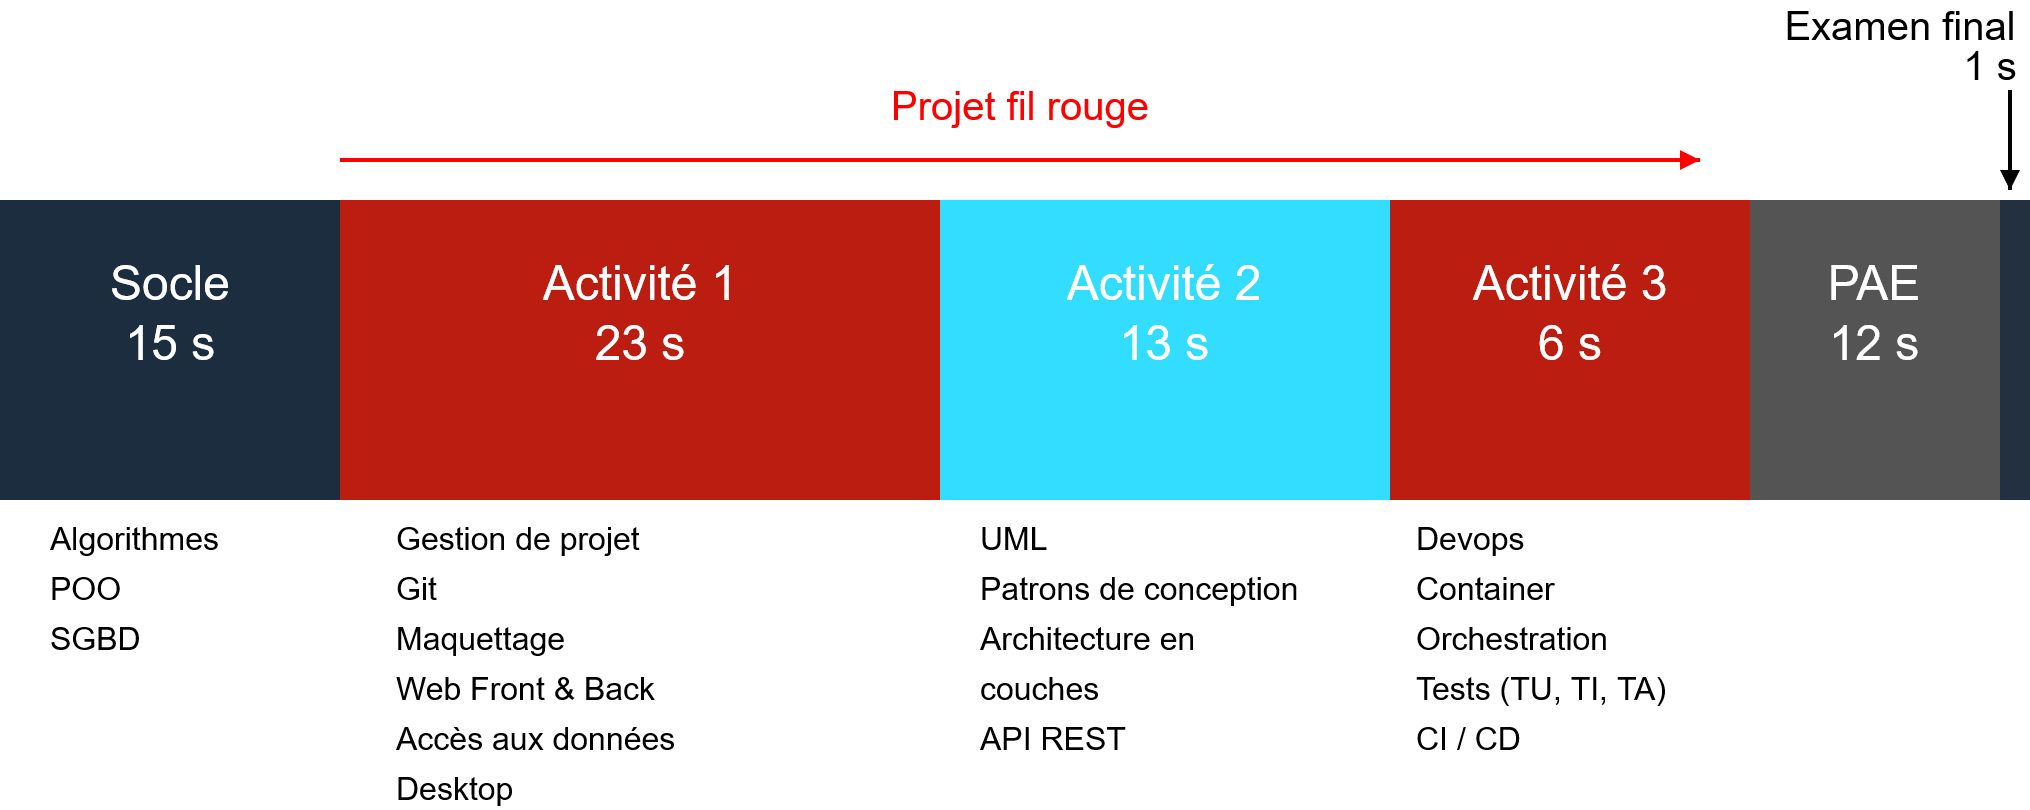 Examen final
1 s
Projet fil rouge
Socle
15 s
Activité 1
23 s
Activité 2
13 s
Activité 3
6 s
PAE
12 s
Algorithmes
POO
SGBD
Gestion de projet
Git
Maquettage
Web Front & Back
Accès aux données
Desktop
UML
Patrons de conception
Architecture en
couches
API REST
Devops
Container
Orchestration
Tests (TU, TI, TA)
CI / CD